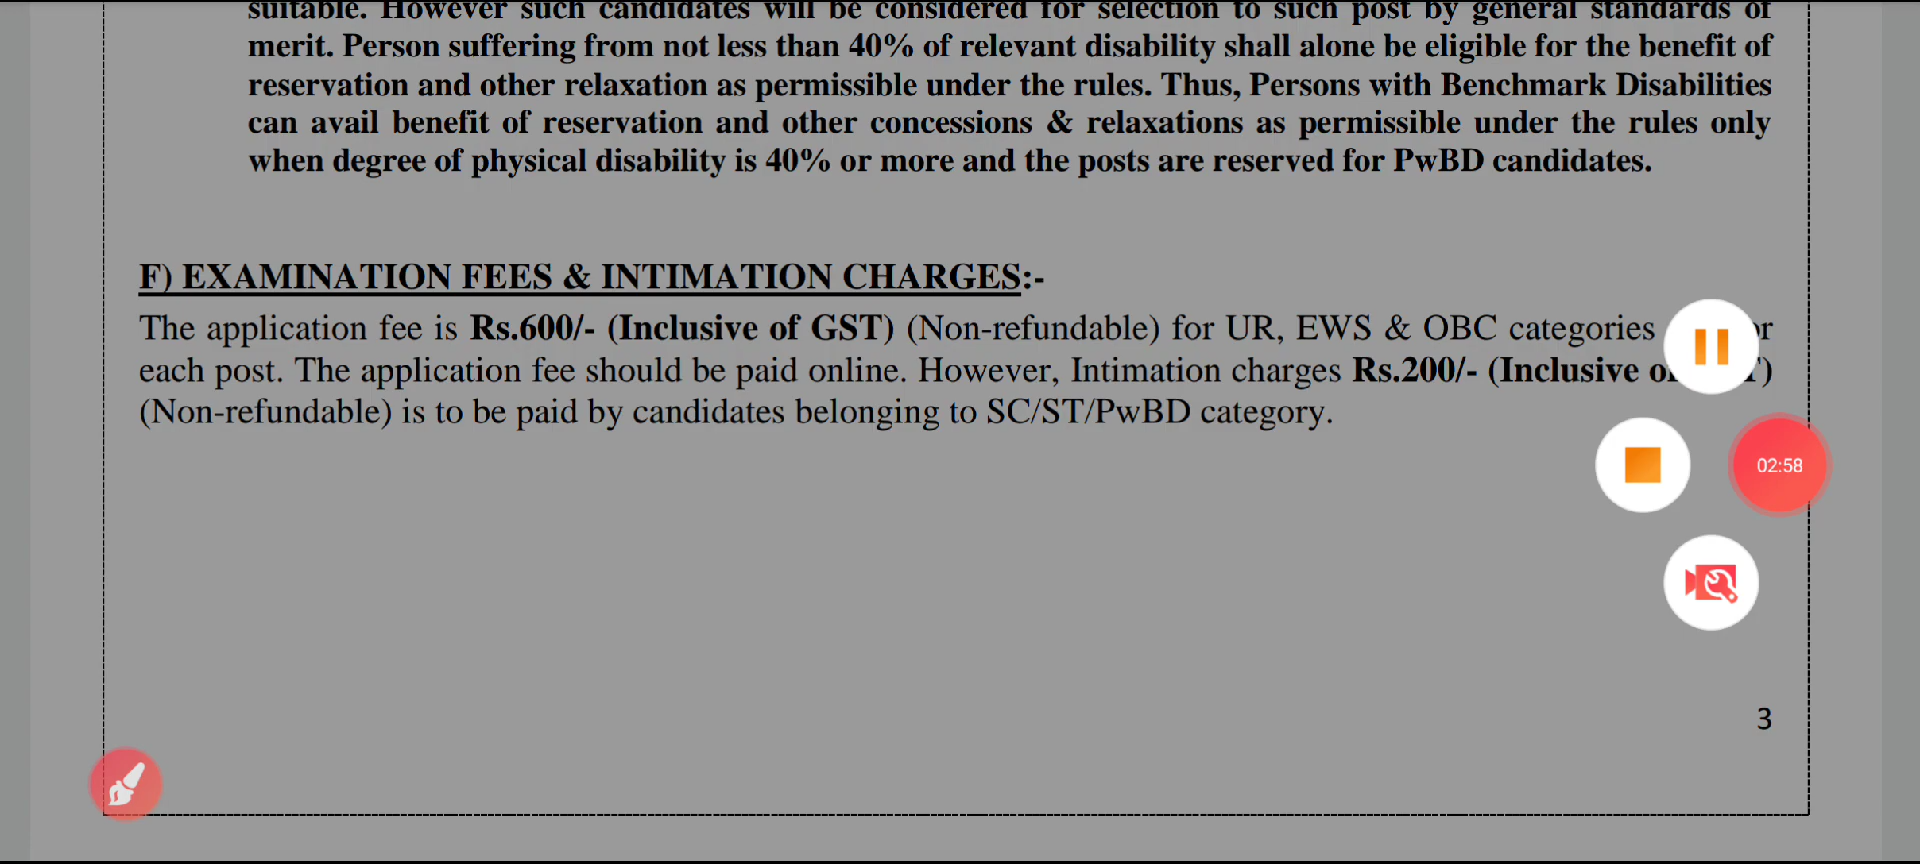 suitable. However such candidates will be considered for selection to such post by general standards of
merit. Person suffering from not less than 40% of relevant disability shall alone be eligible for the benefit of
reservation and other relaxation as permissible under the rules. Thus, Persons with Benchmark Disabilities
can avail benefit of reservation and other concessions & relaxations as permissible under the rules only
when degree of physical disability is 40% or more and the posts are reserved for PwBD candidates.
F) EXAMINATION FEES & INTIMATION CHARGES:-
The application fee is Rs.600/- (Inclusive of GST) (Non-refundable) for UR, EWS & OBC categories
each post. The application fee should be paid online. However, Intimation charges Rs.200/- (Inclusive
(Non-refundable) is to be paid by candidates belonging to SC/ST/PwBD category.
02:58
3